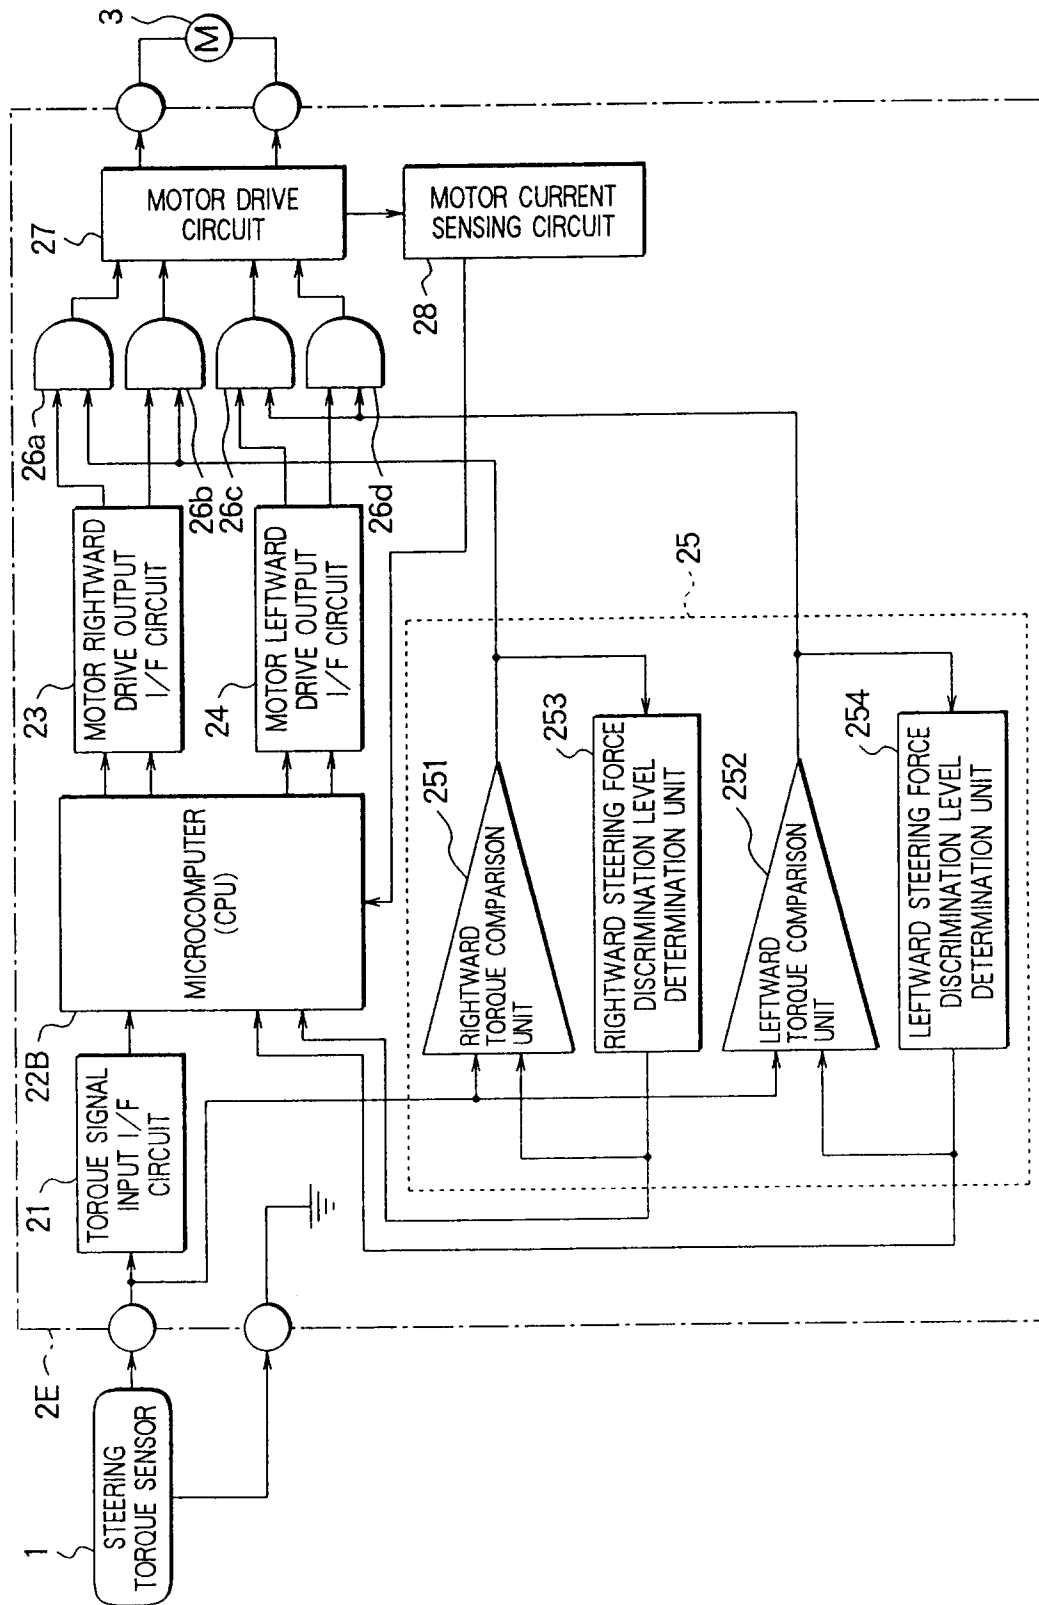 1
STEERING
TORQUE SENSOR
2E
21
TORQUE SIGNAL
INPUT I/F
CIRCUIT
22B
MICROCOMPUTER
(CPU)
23
MOTOR RIGHTWARD
DRIVE OUTPUT
I/F CIRCUIT
24
MOTOR LEFTWARD
DRIVE OUTPUT
I/F CIRCUIT
26a
26b
26c
26d
27
MOTOR DRIVE
CIRCUIT
3
M
28
MOTOR CURRENT
SENSING CIRCUIT
25
251
RIGHTWARD
TORQUE COMPARISON
UNIT
253
RIGHTWARD STEERING FORCE
DISCRIMINATION LEVEL
DETERMINATION UNIT
252
LEFTWARD
TORQUE COMPARISON
UNIT
254
LEFTWARD STEERING FORCE
DISCRIMINATION LEVEL
DETERMINATION UNIT